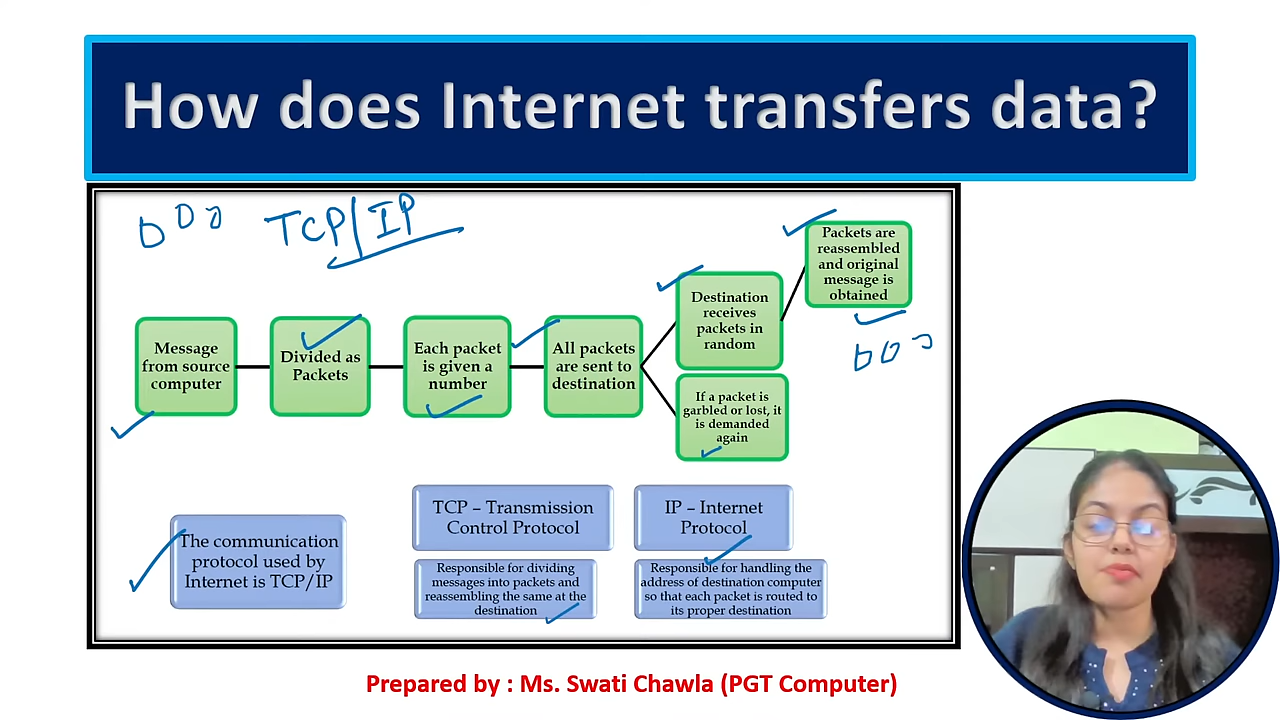 How does Internet transfers data?
TCP/IP
Message
from source
computer
Divided as
Packets
Each packet
is given a
number
All packets
are sent to
destination
Destination
receives
packets in
random
If a packet is
garbled or lost, it
is demanded
again
Packets are
reassembled
and original
message is
obtained
The communication
protocol used by
Internet is TCP/IP
TCP – Transmission
Control Protocol
Responsible for dividing
messages into packets and
reassembling the same at the
destination
IP – Internet
Protocol
Responsible for handling the
address of destination computer
so that each packet is routed to
its proper destination
Prepared by : Ms. Swati Chawla (PGT Computer)